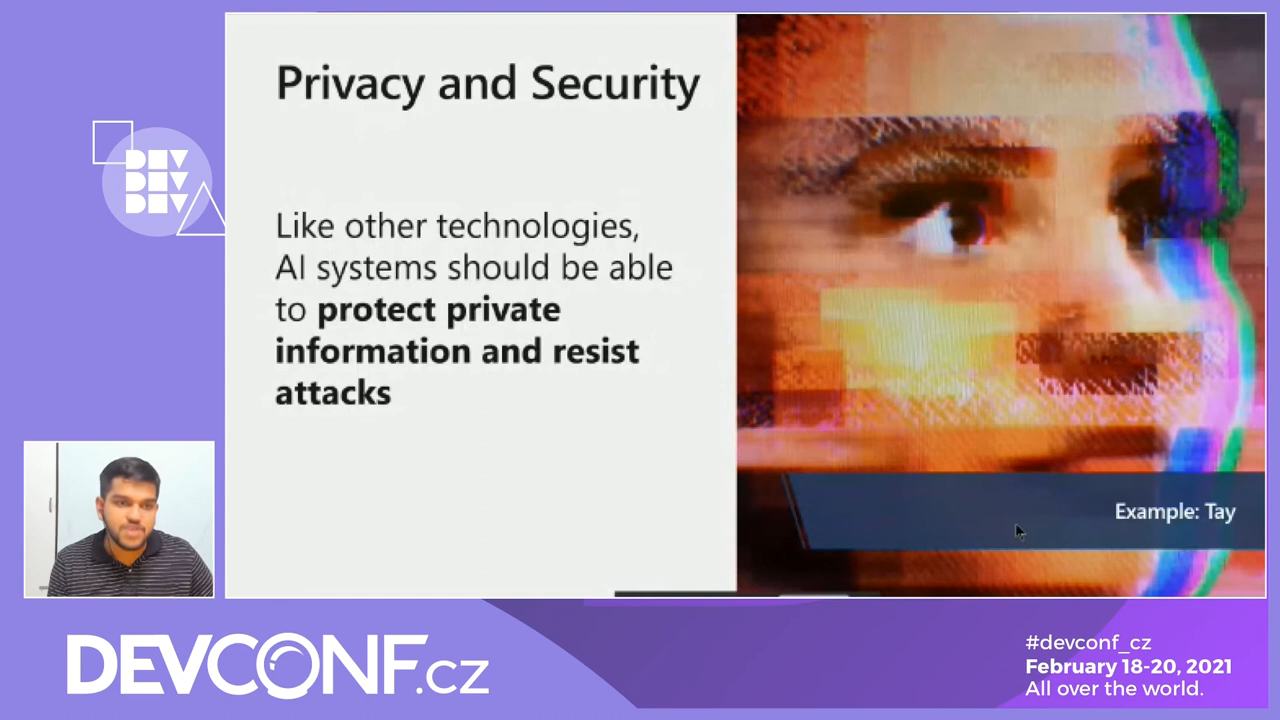 Privacy and Security
Like other technologies,
AI systems should be able
to protect private
information and resist
attacks
Example: Tay
DEV
DEV
DEV
DEVCONF.cz
#devconf_cz
February 18-20, 2021
All over the world.